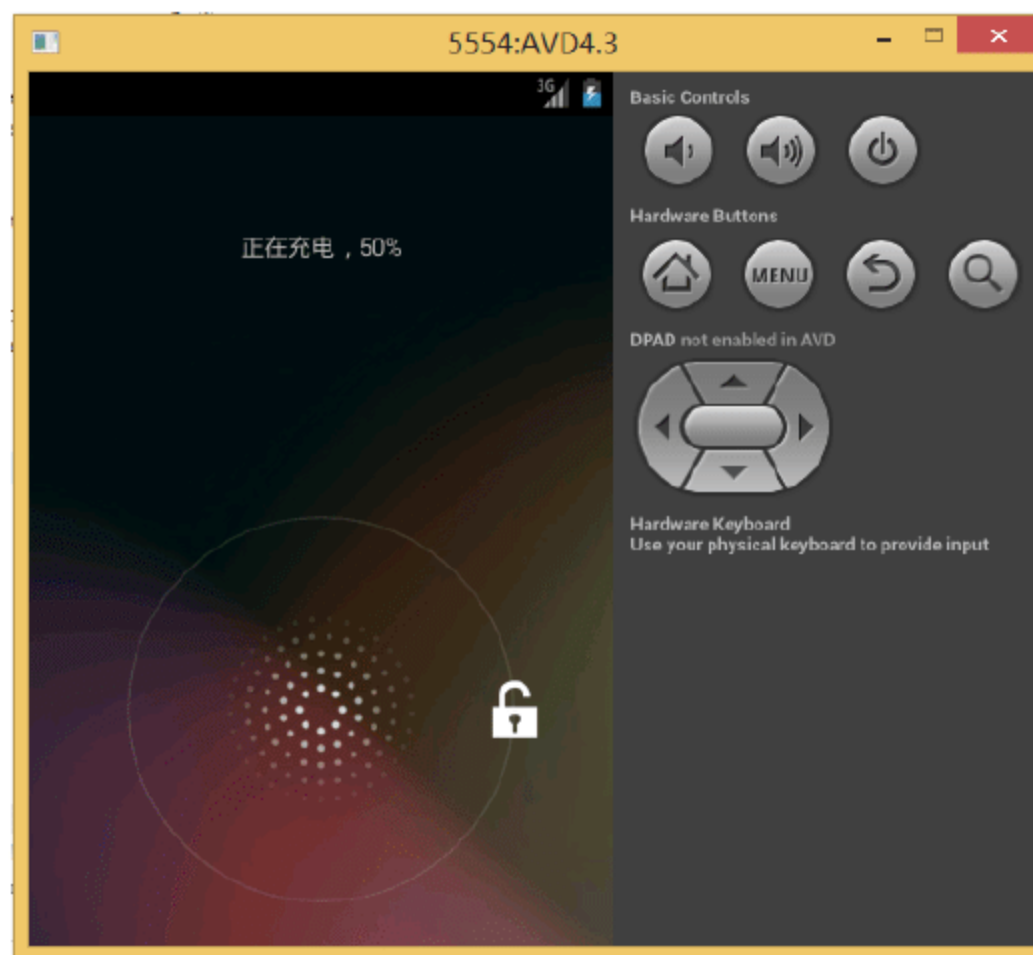 5554:AVD4.3
3G
正在充电，50%
Basic Controls
Hardware Buttons
MENU
DPAD not enabled in AVD
Hardware Keyboard
Use your physical keyboard to provide input